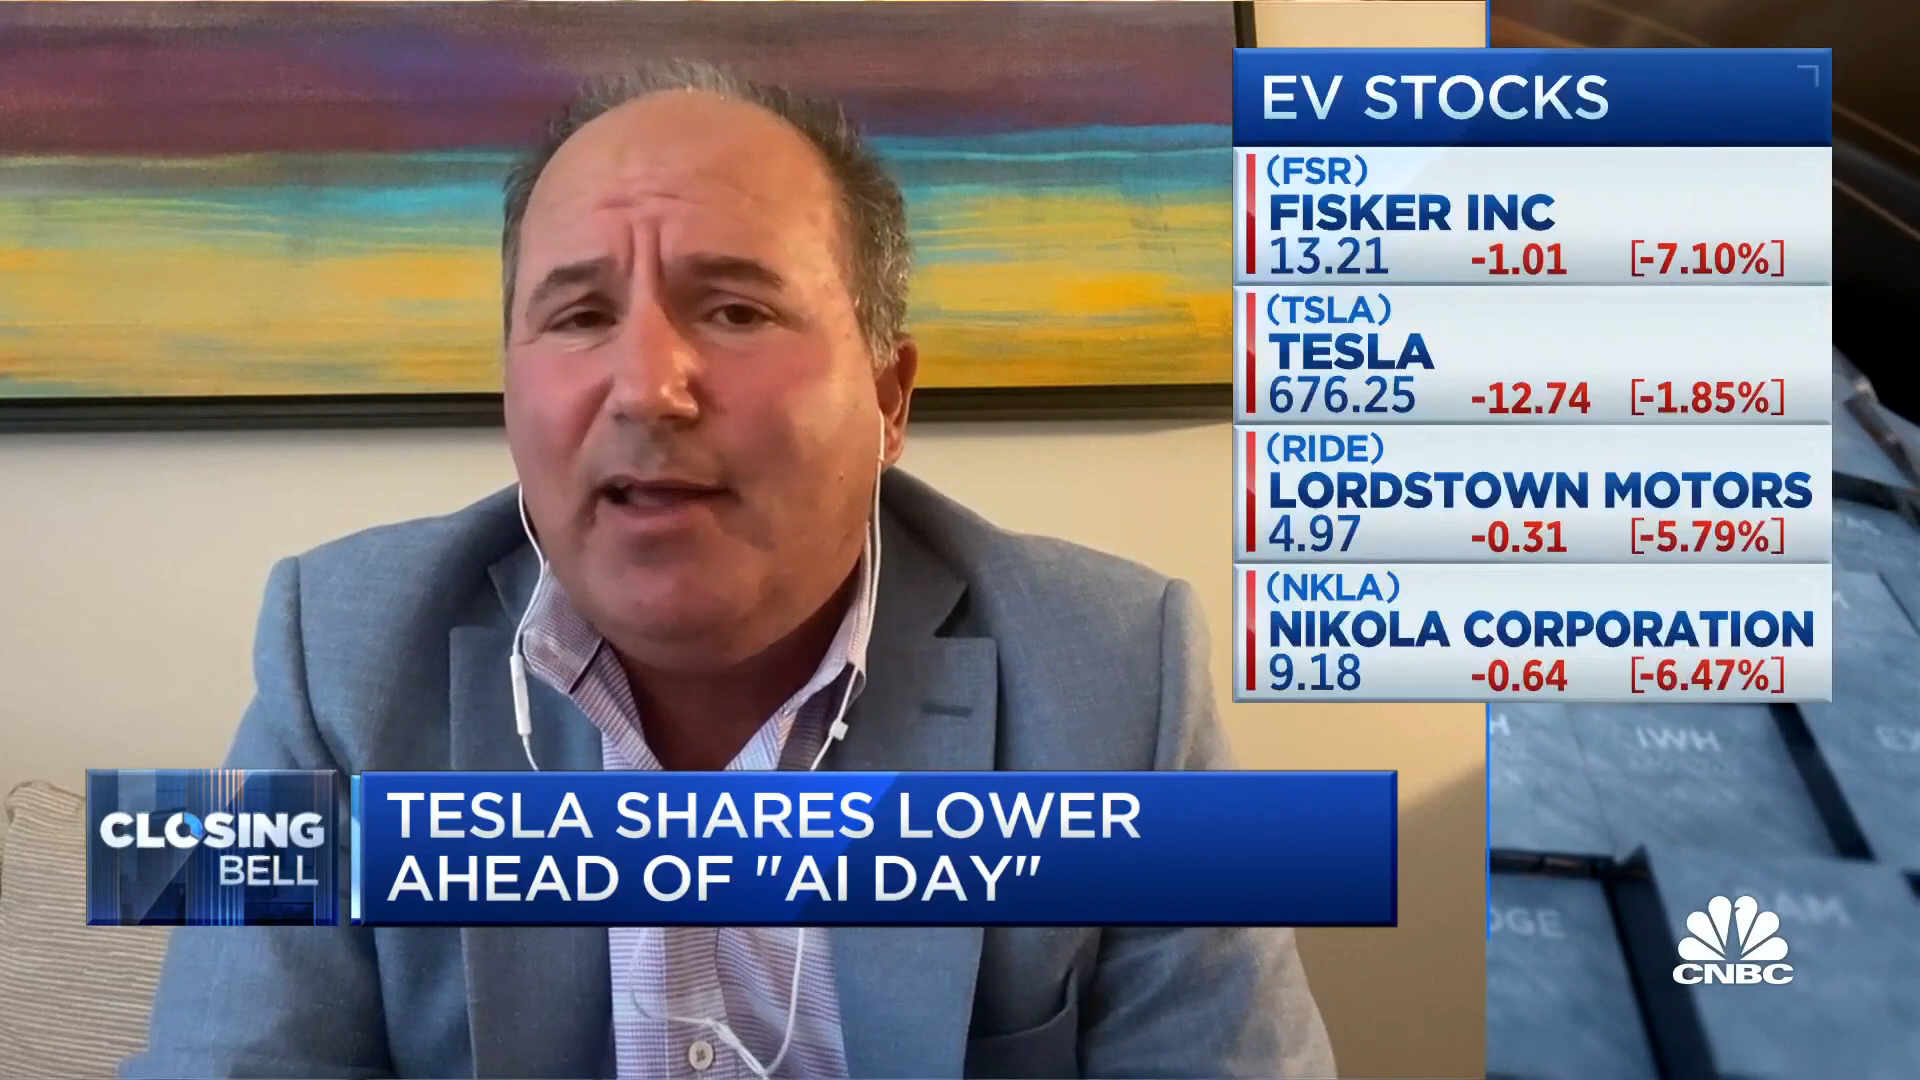 EV STOCKS
(FSR)
FISKER INC
13.21 -1.01 [-7.10%]
(TSLA)
TESLA
676.25 -12.74 [-1.85%]
(RIDE)
LORDSTOWN MOTORS
4.97 -0.31 [-5.79%]
(NKLA)
NIKOLA CORPORATION
9.18 -0.64 [-6.47%]
IWH
CLOSING
BELL
TESLA SHARES LOWER
AHEAD OF "AI DAY"
CNBC